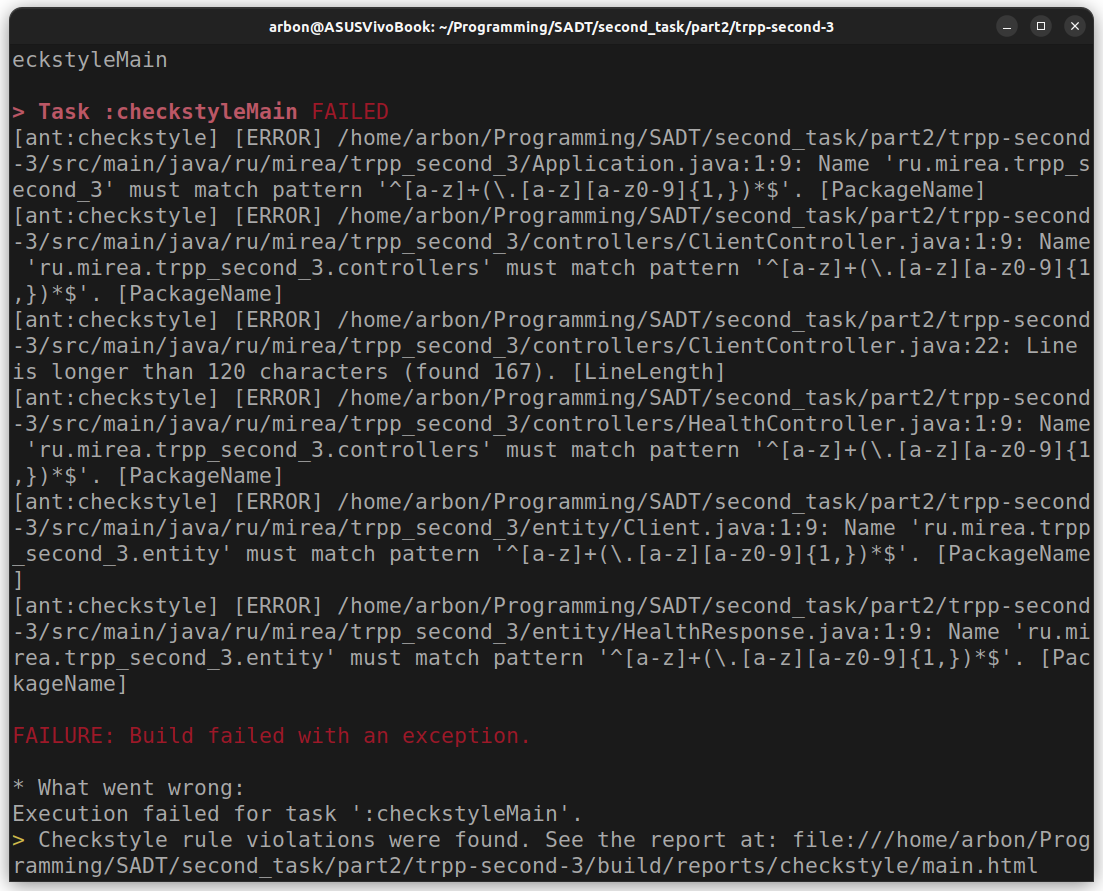 arbon@ASUSVivoBook: ~/Programming/SADT/second_task/part2/trpp-second-3
eckstyleMain
> Task :checkstyleMain FAILED
[ant:checkstyle] [ERROR] /home/arbon/Programming/SADT/second_task/part2/trpp-second
-3/src/main/java/ru/mirea/trpp_second_3/Application.java:1:9: Name 'ru.mirea.trpp_s
econd_3' must match pattern '^[a-z]+(\.[a-z][a-z0-9]{1,})*$'. [PackageName]
[ant:checkstyle] [ERROR] /home/arbon/Programming/SADT/second_task/part2/trpp-second
-3/src/main/java/ru/mirea/trpp_second_3/controllers/ClientController.java:1:9: Name
 'ru.mirea.trpp_second_3.controllers' must match pattern '^[a-z]+(\.[a-z][a-z0-9]{1
,})*$'. [PackageName]
[ant:checkstyle] [ERROR] /home/arbon/Programming/SADT/second_task/part2/trpp-second
-3/src/main/java/ru/mirea/trpp_second_3/controllers/ClientController.java:22: Line
is longer than 120 characters (found 167). [LineLength]
[ant:checkstyle] [ERROR] /home/arbon/Programming/SADT/second_task/part2/trpp-second
-3/src/main/java/ru/mirea/trpp_second_3/controllers/HealthController.java:1:9: Name
 'ru.mirea.trpp_second_3.controllers' must match pattern '^[a-z]+(\.[a-z][a-z0-9]{1
,})*$'. [PackageName]
[ant:checkstyle] [ERROR] /home/arbon/Programming/SADT/second_task/part2/trpp-second
-3/src/main/java/ru/mirea/trpp_second_3/entity/Client.java:1:9: Name 'ru.mirea.trpp
_second_3.entity' must match pattern '^[a-z]+(\.[a-z][a-z0-9]{1,})*$'. [PackageName
]
[ant:checkstyle] [ERROR] /home/arbon/Programming/SADT/second_task/part2/trpp-second
-3/src/main/java/ru/mirea/trpp_second_3/entity/HealthResponse.java:1:9: Name 'ru.mi
rea.trpp_second_3.entity' must match pattern '^[a-z]+(\.[a-z][a-z0-9]{1,})*$'. [Pac
kageName]
FAILURE: Build failed with an exception.
* What went wrong:
Execution failed for task ':checkstyleMain'.
> Checkstyle rule violations were found. See the report at: file:///home/arbon/Prog
ramming/SADT/second_task/part2/trpp-second-3/build/reports/checkstyle/main.html